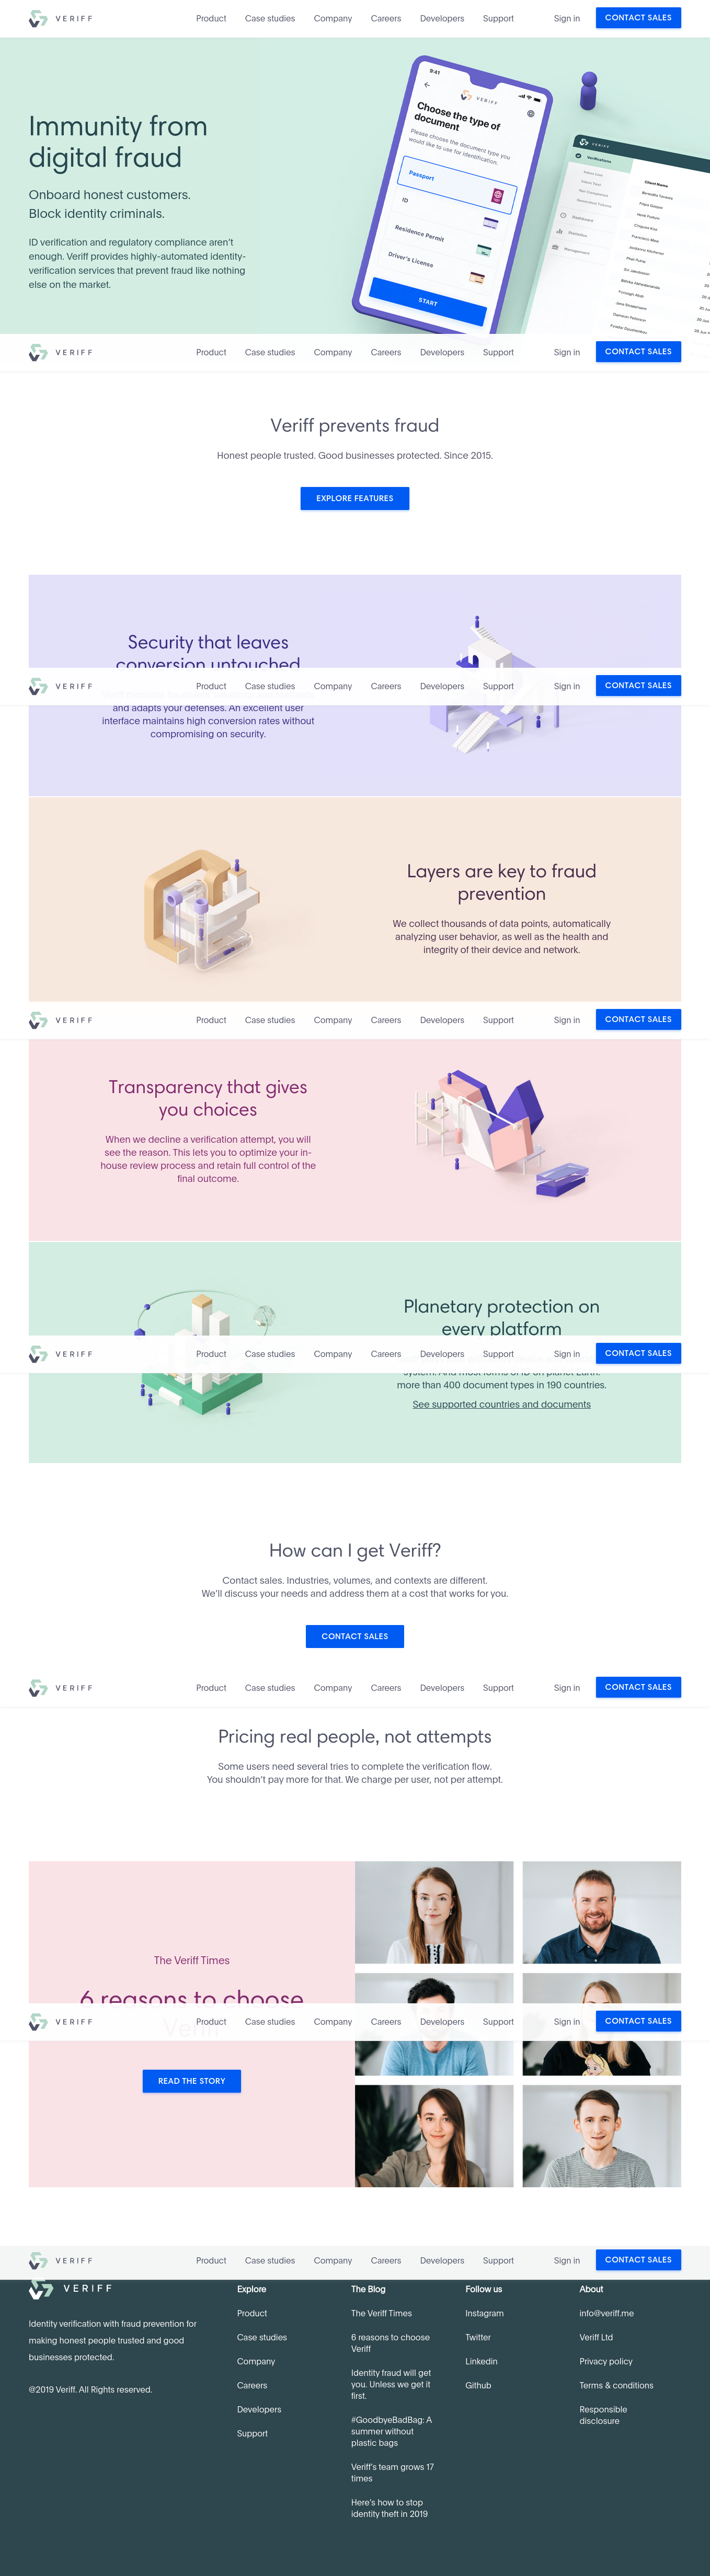 VERIFF
Product Case studies Company Careers Developers Support Sign in CONTACT SALES
Immunity from
digital fraud
Onboard honest customers.
Block identity criminals.
ID verification and regulatory compliance aren't
enough. Veriff provides highly-automated identity-
verification services that prevent fraud like nothing
else on the market.
9:41
VERIFF
Choose the type of
document
Please choose the document type you
would like to use for identification.
Passport
ID
Residence Permit
Driver's License
START
VERIFF
Verifications
Dashboard
Statistics
Management
Client Name
VERIFF
Product Case studies Company Careers Developers Support Sign in CONTACT SALES
Veriff prevents fraud
Honest people trusted. Good businesses protected. Since 2015.
EXPLORE FEATURES
Security that leaves
conversion untouched
VERIFF
Product Case studies Company Careers Developers Support Sign in CONTACT SALES
and adapts your defenses. An excellent user
interface maintains high conversion rates without
compromising on security.
Layers are key to fraud
prevention
We collect thousands of data points, automatically
analyzing user behavior, as well as the health and
integrity of their device and network.
VERIFF
Product Case studies Company Careers Developers Support Sign in CONTACT SALES
Transparency that gives
you choices
When we decline a verification attempt, you will
see the reason. This lets you to optimize your in-
house review process and retain full control of the
final outcome.
Planetary protection on
every platform
VERIFF
Product Case studies Company Careers Developers Support Sign in CONTACT SALES
system. And most forms of ID on planet Earth:
more than 400 document types in 190 countries.
See supported countries and documents
How can I get Veriff?
Contact sales. Industries, volumes, and contexts are different.
We'll discuss your needs and address them at a cost that works for you.
CONTACT SALES
VERIFF
Product Case studies Company Careers Developers Support Sign in CONTACT SALES
Pricing real people, not attempts
Some users need several tries to complete the verification flow.
You shouldn't pay more for that. We charge per user, not per attempt.
The Veriff Times
6 reasons to choose
Veriff
VERIFF
Product Case studies Company Careers Developers Support Sign in CONTACT SALES
READ THE STORY
VERIFF
Product Case studies Company Careers Developers Support Sign in CONTACT SALES
VERIFF
Identity verification with fraud prevention for
making honest people trusted and good
businesses protected.
@2019 Veriff. All Rights reserved.
Explore
Product
Case studies
Company
Careers
Developers
Support
The Blog
The Veriff Times
6 reasons to choose
Veriff
Identity fraud will get
you. Unless we get it
first.
#GoodbyeBadBag: A
summer without
plastic bags
Veriff's team grows 17
times
Here's how to stop
identity theft in 2019
Follow us
Instagram
Twitter
Linkedin
Github
About
info@veriff.me
Veriff Ltd
Privacy policy
Terms & conditions
Responsible
disclosure